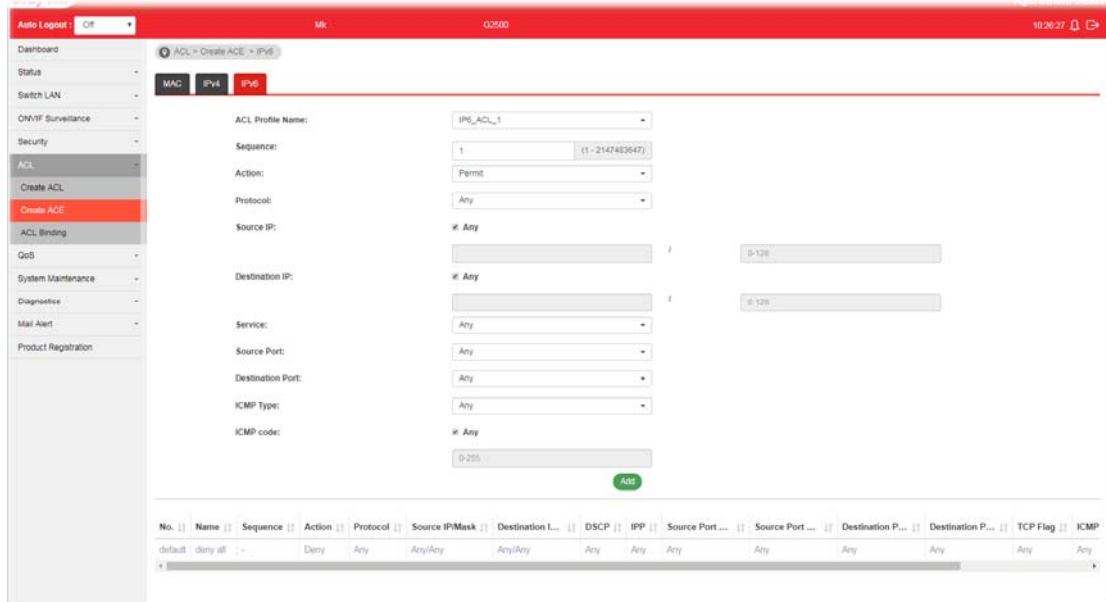 Auto Logout : Off Mk G2500 10:26:27
Dashboard
Status
Switch LAN
ONVIF Surveillance
Security
ACL
Create ACL
Create ACE
ACL Binding
QoS
System Maintenance
Diagnostics
Mail Alert
Product Registration
ACL > Create ACE > IPv6
MAC IPv4 IPv6
ACL Profile Name: IP6_ACL_1
Sequence: 1 (1 - 2147483647)
Action: Permit
Protocol: Any
Source IP: Any
/ 0-128
Destination IP: Any
/ 0-128
Service: Any
Source Port: Any
Destination Port: Any
ICMP Type: Any
ICMP code: Any
0-255
Add
No. Name Sequence Action Protocol Source IP/Mask Destination I... DSCP IPP Source Port ... Source Port ... Destination P... Destination P... TCP Flag ICMP
default deny all - Deny Any Any/Any Any/Any Any Any Any Any Any Any Any Any